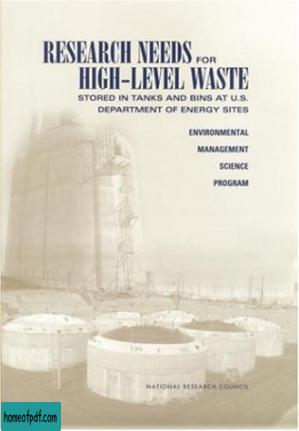 RESEARCH NEEDS FOR
HIGH-LEVEL WASTE
STORED IN TANKS AND BINS AT U.S.
DEPARTMENT OF ENERGY SITES
ENVIRONMENTAL
MANAGEMENT
SCIENCE
PROGRAM
NATIONAL RESEARCH COUNCIL
homeofpdf.com